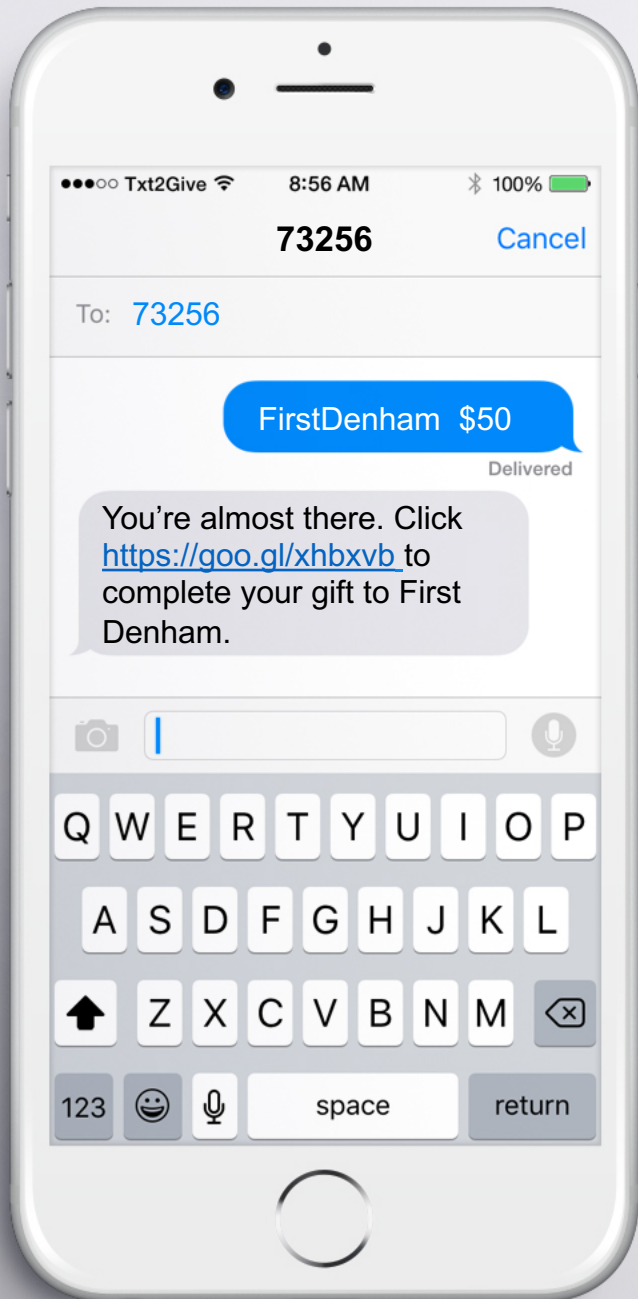 Txt2Give 8:56 AM 100%
73256 Cancel
To: 73256
FirstDenham $50
Delivered
You’re almost there. Click
https://goo.gl/xhbxvb to
complete your gift to First
Denham.
Q W E R T Y U I O P
A S D F G H J K L
Z X C V B N M
123 space return